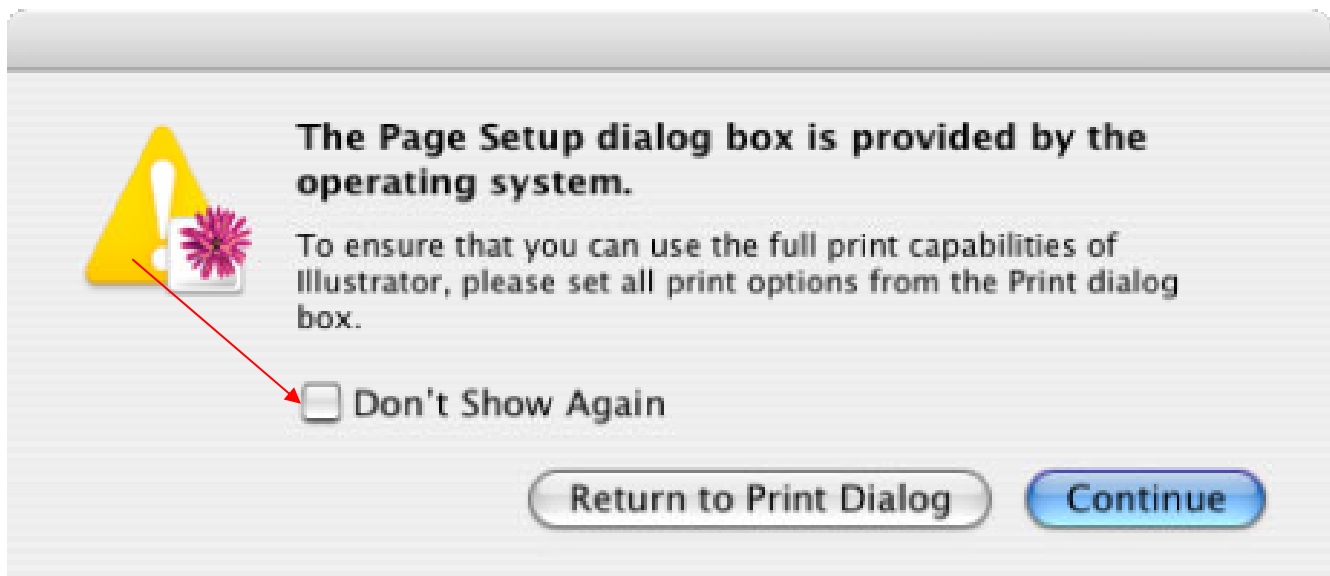 The Page Setup dialog box is provided by the
operating system.
To ensure that you can use the full print capabilities of
Illustrator, please set all print options from the Print dialog
box.
Don't Show Again
Return to Print Dialog
Continue